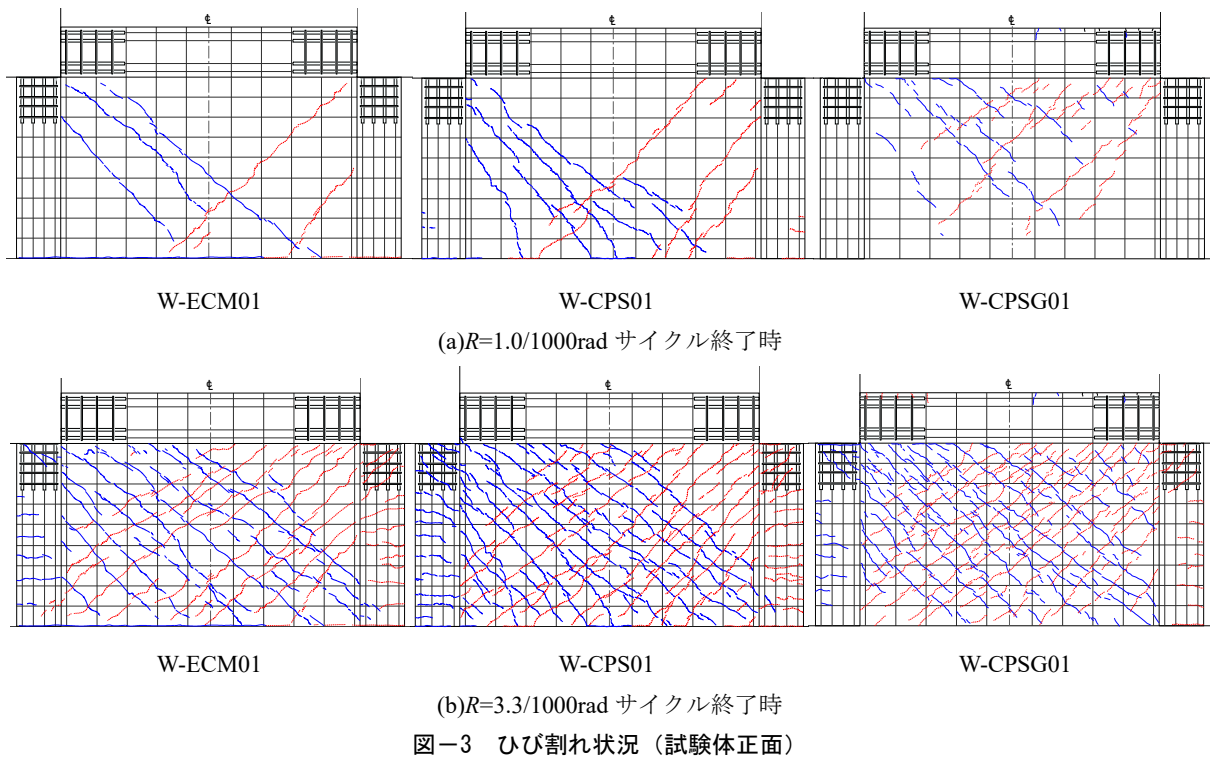 ℄ ℄ ℄
W-ECM01 W-CPS01 W-CPSG01
(a)R=1.0/1000rad サイクル終了時
℄ ℄ ℄
W-ECM01 W-CPS01 W-CPSG01
(b)R=3.3/1000rad サイクル終了時
図－3 ひび割れ状況（試験体正面）